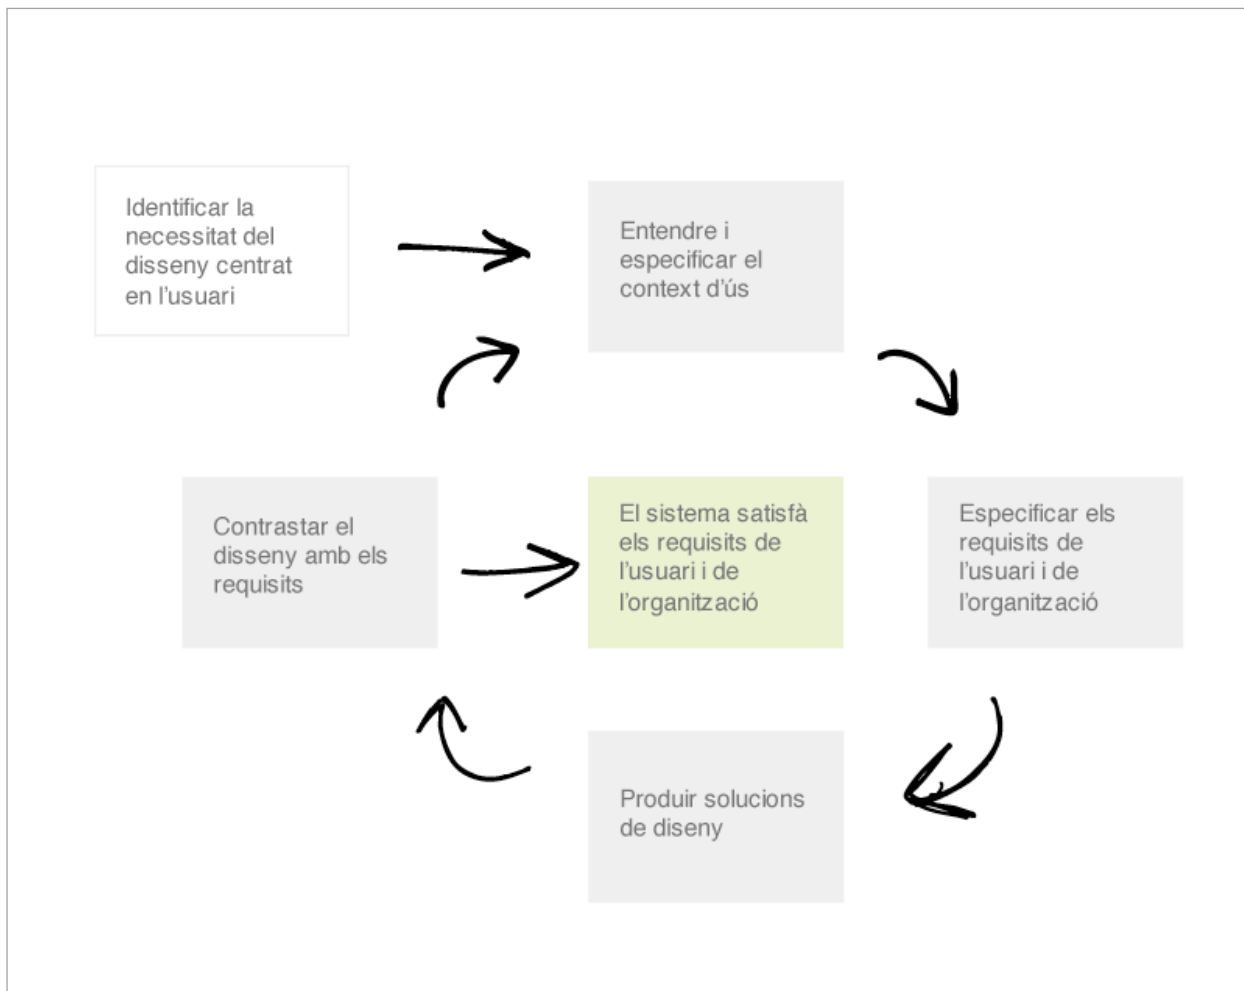 Identificar la
necessitat del
disseny centrat
en l'usuari
Entendre i
especificar el
context d'ús
Contrastar el
disseny amb els
requisits
El sistema satisfà
els requisits de
l'usuari i de
l'organització
Especificar els
requisits de
l'usuari i de
l'organització
Produir solucions
de diseny